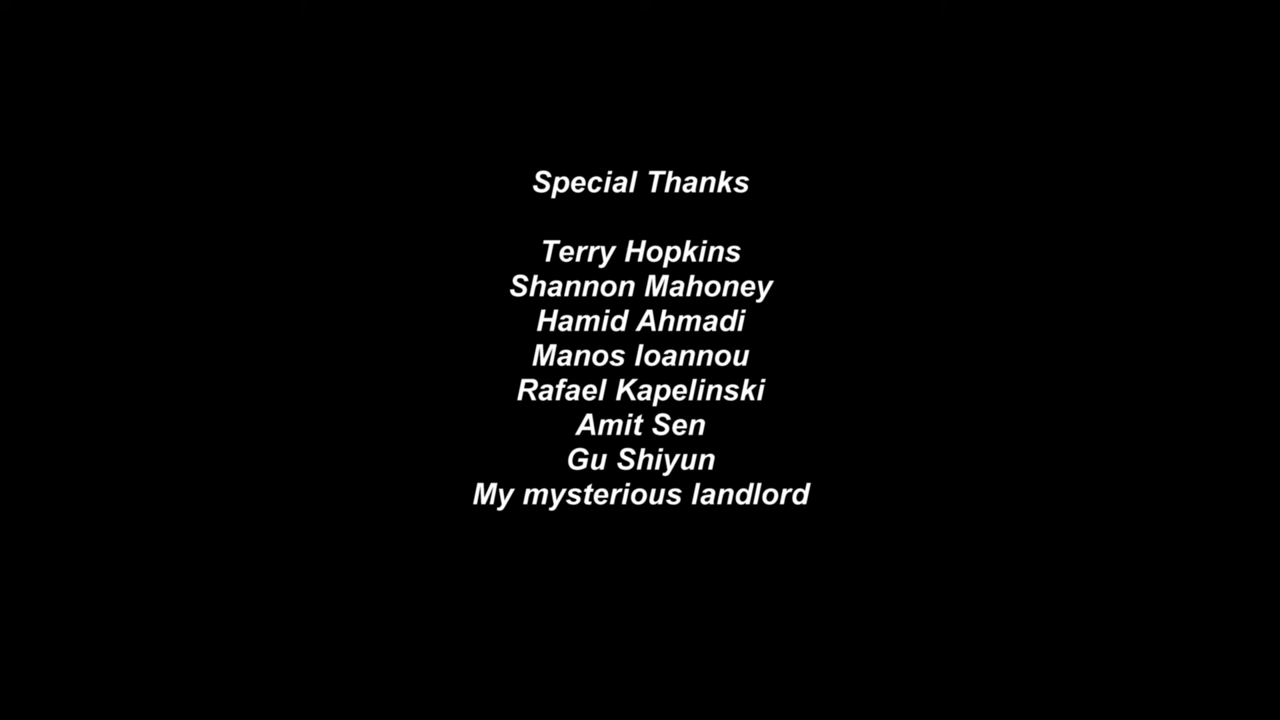 Special Thanks
Terry Hopkins
Shannon Mahoney
Hamid Ahmadi
Manos Ioannou
Rafael Kapelinski
Amit Sen
Gu Shiyun
My mysterious landlord